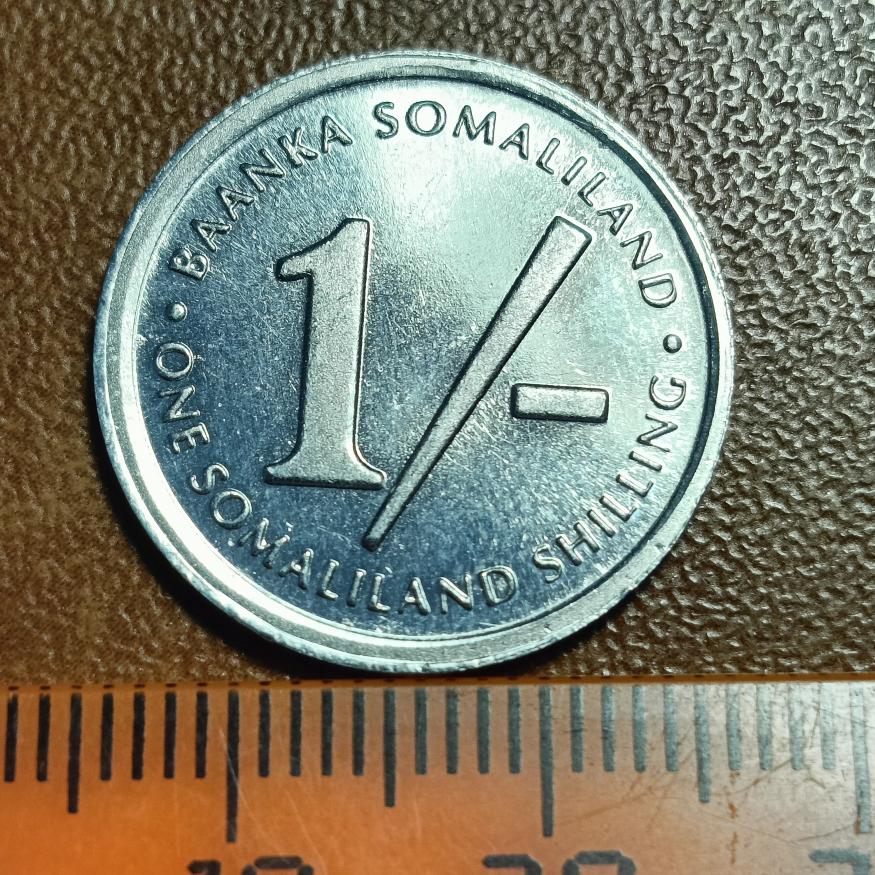 BAANKA SOMALILAND
1/-
• ONE SOMALILAND SHILLING •